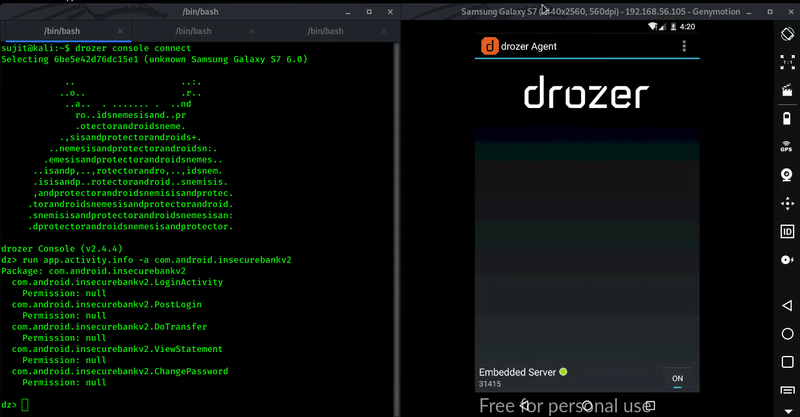 /bin/bash
/bin/bash
/bin/bash
/bin/bash
sujit@kali:~$ drozer console connect
Selecting 6be5e42d76dc15e1 (unknown Samsung Galaxy S7 6.0)
.. ..:.
..o.. .r..
..a.. . ....... . ..nd
ro..idsnemesisand..pr
.otectorandroidsneme.
.,sisandprotectorandroids+.
..nemesisandprotectorandroidsn:.
.emesisandprotectorandroidsnemes..
..isandp,..,rotectorandro,..,idsnem.
.isisandp..rotectorandroid..snemisis.
,andprotectorandroidsnemisisandprotec.
.torandroidsnemesisandprotectorandroid.
.snemisisandprotectorandroidsnemesisan:
.dprotectorandroidsnemesisandprotector.
drozer Console (v2.4.4)
dz> run app.activity.info -a com.android.insecurebankv2
Package: com.android.insecurebankv2
com.android.insecurebankv2.LoginActivity
Permission: null
com.android.insecurebankv2.PostLogin
Permission: null
com.android.insecurebankv2.DoTransfer
Permission: null
com.android.insecurebankv2.ViewStatement
Permission: null
com.android.insecurebankv2.ChangePassword
Permission: null
dz>
Samsung Galaxy S7 (1440x2560, 560dpi) - 192.168.56.105 - Genymotion
4:20
drozer Agent
drozer
Embedded Server
31415
ON
Free for personal use
1:1
GPS
ID